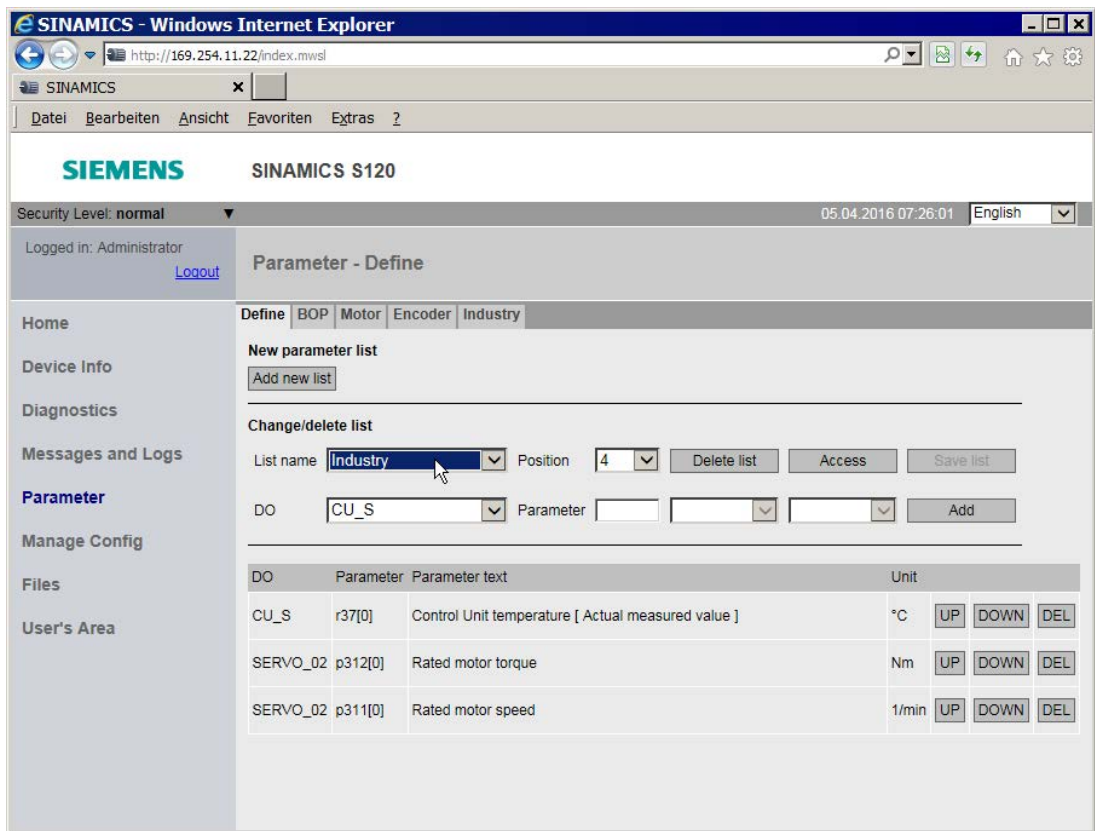 SINAMICS - Windows Internet Explorer
http://169.254.11.22/index.mwsl
SINAMICS x
Datei Bearbeiten Ansicht Favoriten Extras ?
SIEMENS SINAMICS S120
Security Level: normal 05.04.2016 07:26:01 English
Logged in: Administrator
Logout
Parameter - Define
Home
Device Info
Diagnostics
Messages and Logs
Parameter
Manage Config
Files
User's Area
Define BOP Motor Encoder Industry
New parameter list
Add new list
Change/delete list
List name Industry Position 4 Delete list Access Save list
DO CU_S Parameter Add
DO Parameter Parameter text Unit
CU_S r37[0] Control Unit temperature [ Actual measured value ] °C UP DOWN DEL
SERVO_02 p312[0] Rated motor torque Nm UP DOWN DEL
SERVO_02 p311[0] Rated motor speed 1/min UP DOWN DEL